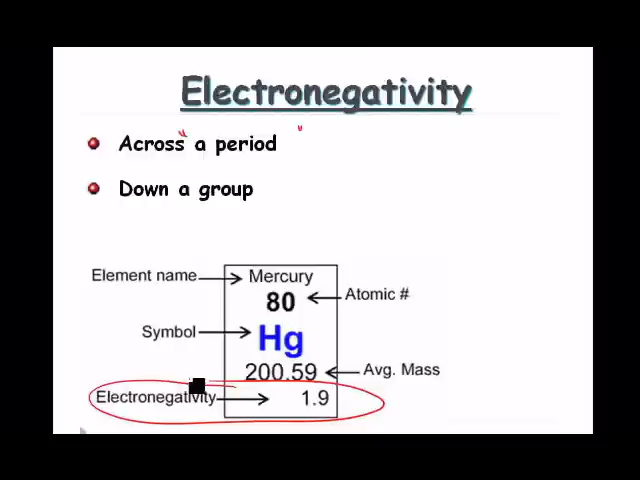 Electronegativity
Across a period
Down a group
Element name
Mercury
80
Atomic #
Symbol
Hg
200.59
Avg. Mass
Electronegativity
1.9